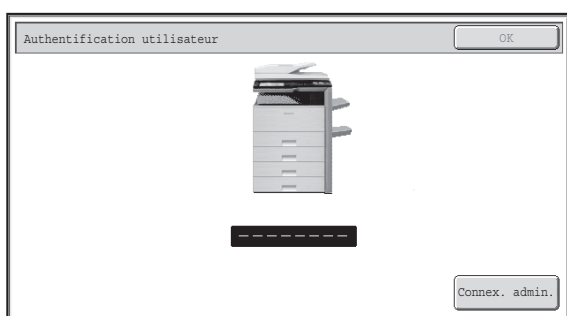 Authentification utilisateur
OK
--------
Connex. admin.